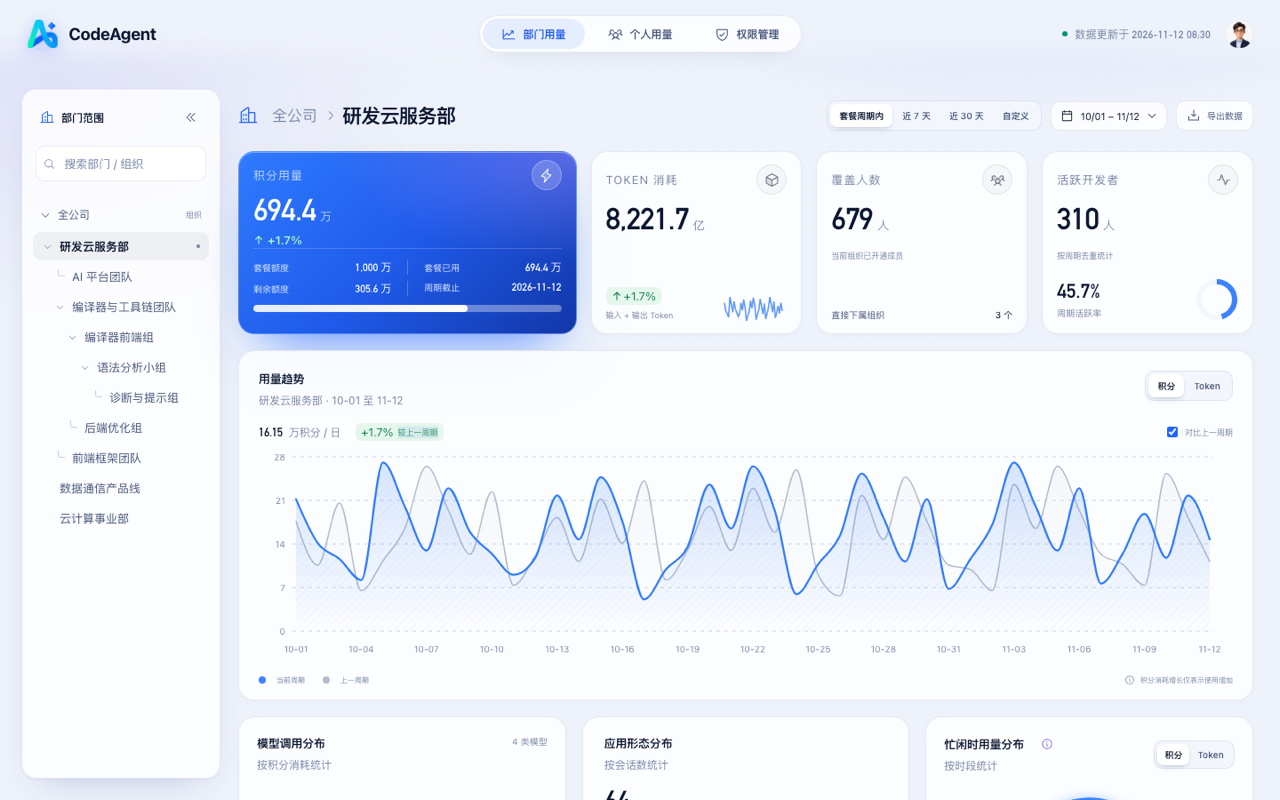 CodeAgent
部门用量
个人用量
权限管理
数据更新于 2026-11-12 08:30
部门范围
搜索部门 / 组织
全公司
组织
研发云服务部
AI 平台团队
编译器与工具链团队
编译器前端组
语法分析小组
诊断与提示组
后端优化组
前端框架团队
数据通信产品线
云计算事业部
全公司
研发云服务部
套餐周期内
近 7 天
近 30 天
自定义
10/01 – 11/12
导出数据
积分用量
694.4 万
↑ +1.7%
套餐额度
1,000 万
套餐已用
694.4 万
剩余额度
305.6 万
周期截止
2026-11-12
TOKEN 消耗
8,221.7 亿
↑ +1.7%
输入 + 输出 Token
覆盖人数
679 人
当前组织已开通成员
直接下属组织
3 个
活跃开发者
310 人
按周期去重统计
45.7%
周期活跃率
用量趋势
研发云服务部 · 10-01 至 11-12
积分
Token
16.15 万积分 / 日
+1.7% 较上一周期
对比上一周期
28
21
14
7
0
10-01
10-04
10-07
10-10
10-13
10-16
10-19
10-22
10-25
10-28
10-31
11-03
11-06
11-09
11-12
当前周期
上一周期
积分消耗增长仅表示使用增加
模型调用分布
4 类模型
按积分消耗统计
应用形态分布
按会话数统计
64
忙闲时用量分布
按时段统计
积分
Token